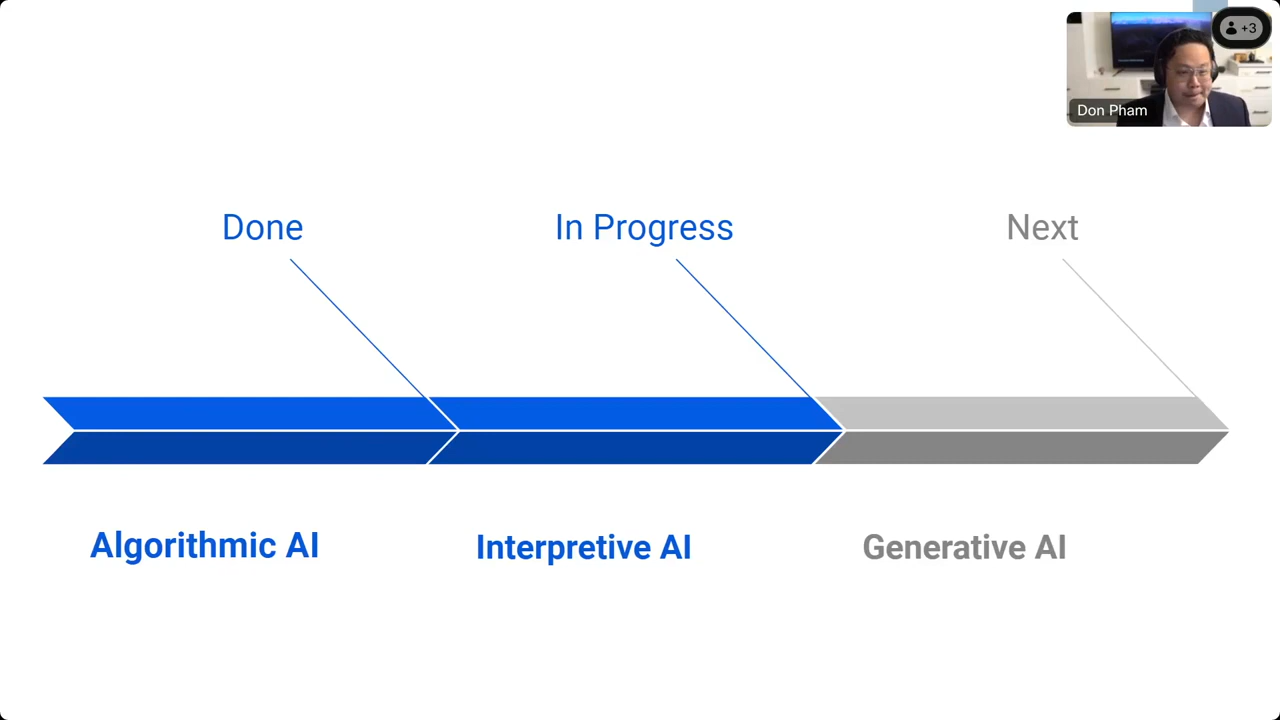 +3
Don Pham
Done
In Progress
Next
Algorithmic AI
Interpretive AI
Generative AI